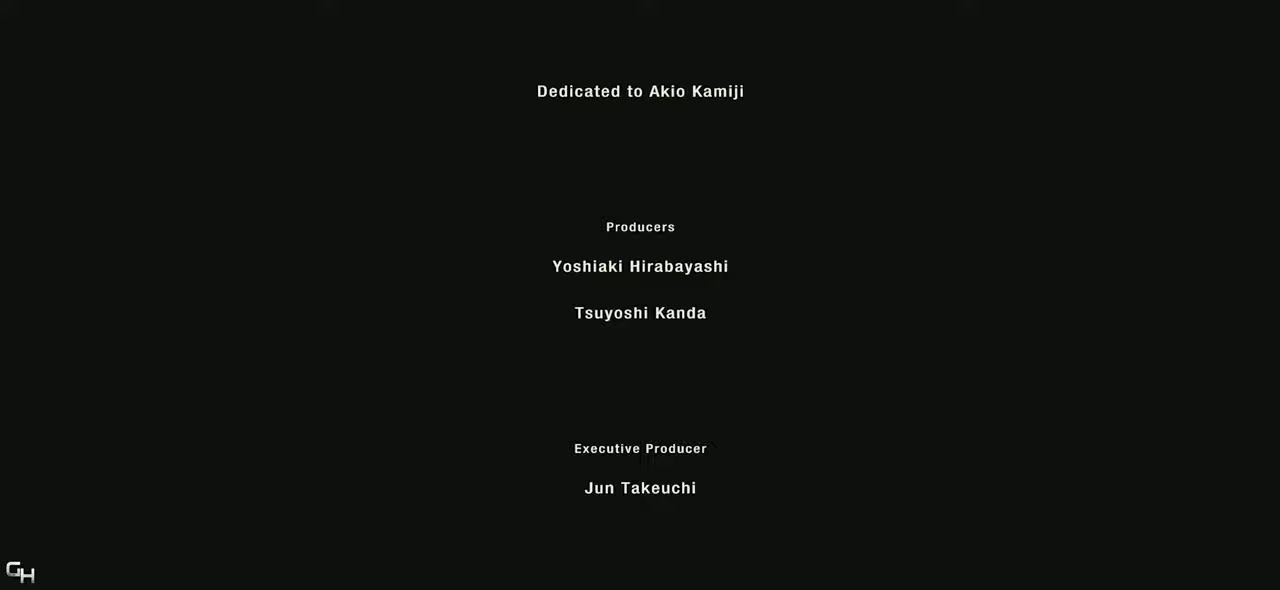 Dedicated to Akio Kamiji
Producers
Yoshiaki Hirabayashi
Tsuyoshi Kanda
Executive Producer
Jun Takeuchi
GH